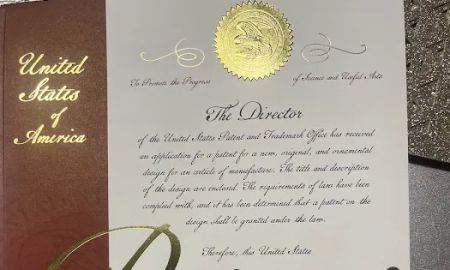 United
States
of
America
To Promote the Progress
of Science and Useful Arts
The Director
of the United States Patent and Trademark Office has received
an application for a patent for a new, original, and ornamental
design for an article of manufacture. The title and description
of the design are enclosed. The requirements of law have been
complied with, and it has been determined that a patent on the
design shall be granted under the law.
Therefore, this United States